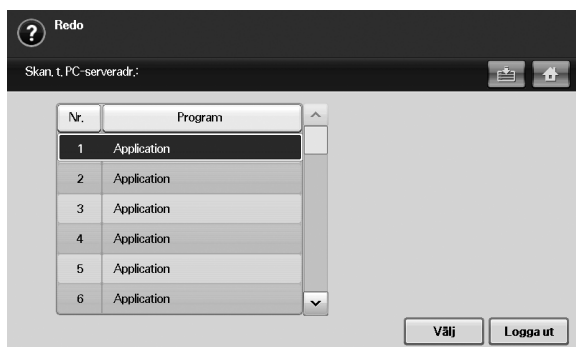 Redo
Skan. t. PC-serveradr.:
Nr. Program
1 Application
2 Application
3 Application
4 Application
5 Application
6 Application
Välj Logga ut